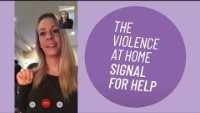 THE
VIOLENCE
AT HOME
SIGNAL
FOR HELP